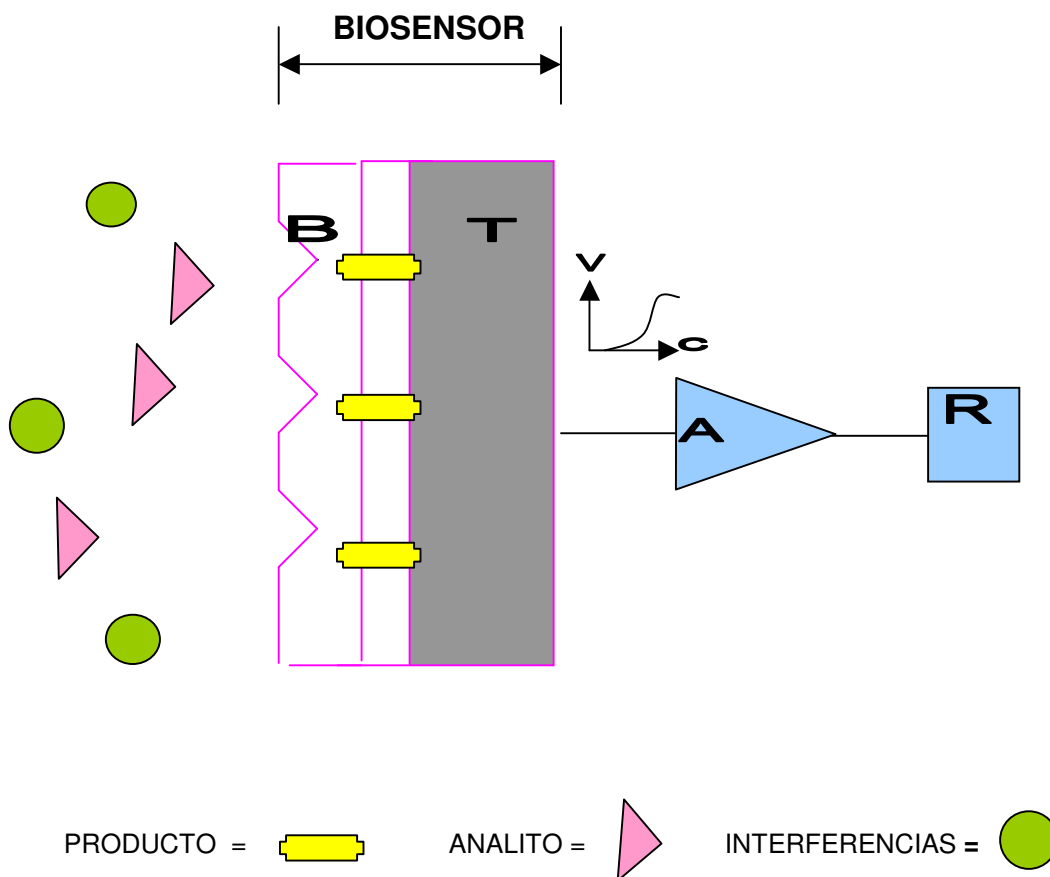 BIOSENSOR
B
T
V
C
A
R
PRODUCTO =
ANALITO =
INTERFERENCIAS =